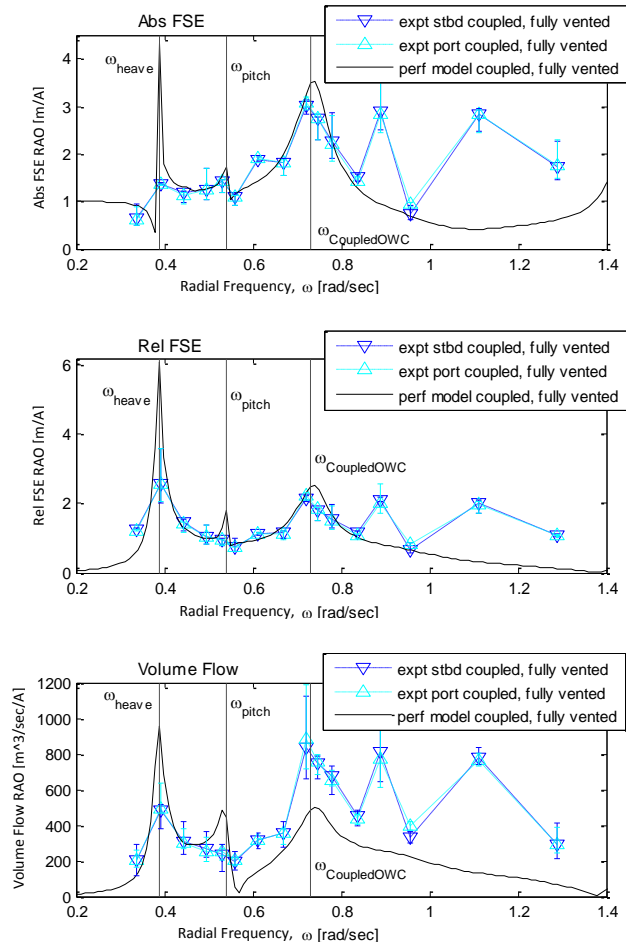 Abs FSE
expt stbd coupled, fully vented
expt port coupled, fully vented
perf model coupled, fully vented
ω_heave
ω_pitch
ω_CoupledOWC
Abs FSE RAO [m/A]
4
3
2
1
0
0.2 0.4 0.6 0.8 1 1.2 1.4
Radial Frequency, ω [rad/sec]
Rel FSE
expt stbd coupled, fully vented
expt port coupled, fully vented
perf model coupled, fully vented
ω_heave
ω_pitch
ω_CoupledOWC
Rel FSE RAO [m/A]
6
4
2
0
0.2 0.4 0.6 0.8 1 1.2 1.4
Radial Frequency, ω [rad/sec]
Volume Flow
expt stbd coupled, fully vented
expt port coupled, fully vented
perf model coupled, fully vented
ω_heave
ω_pitch
ω_CoupledOWC
Volume Flow RAO [m^3/sec/A]
1200
1000
800
600
400
200
0
0.2 0.4 0.6 0.8 1 1.2 1.4
Radial Frequency, ω [rad/sec]